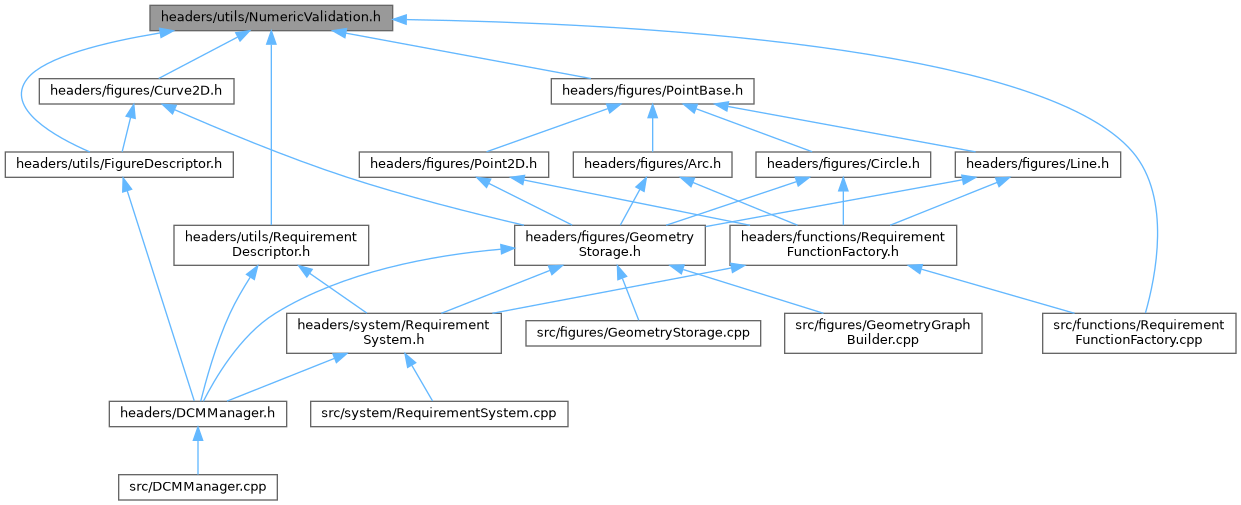 headers/utils/NumericValidation.h
headers/figures/Curve2D.h
headers/figures/PointBase.h
headers/utils/FigureDescriptor.h
headers/figures/Point2D.h
headers/figures/Arc.h
headers/figures/Circle.h
headers/figures/Line.h
headers/utils/Requirement
Descriptor.h
headers/figures/Geometry
Storage.h
headers/functions/Requirement
FunctionFactory.h
headers/system/Requirement
System.h
src/figures/GeometryStorage.cpp
src/figures/GeometryGraph
Builder.cpp
src/functions/Requirement
FunctionFactory.cpp
headers/DCMManager.h
src/system/RequirementSystem.cpp
src/DCMManager.cpp